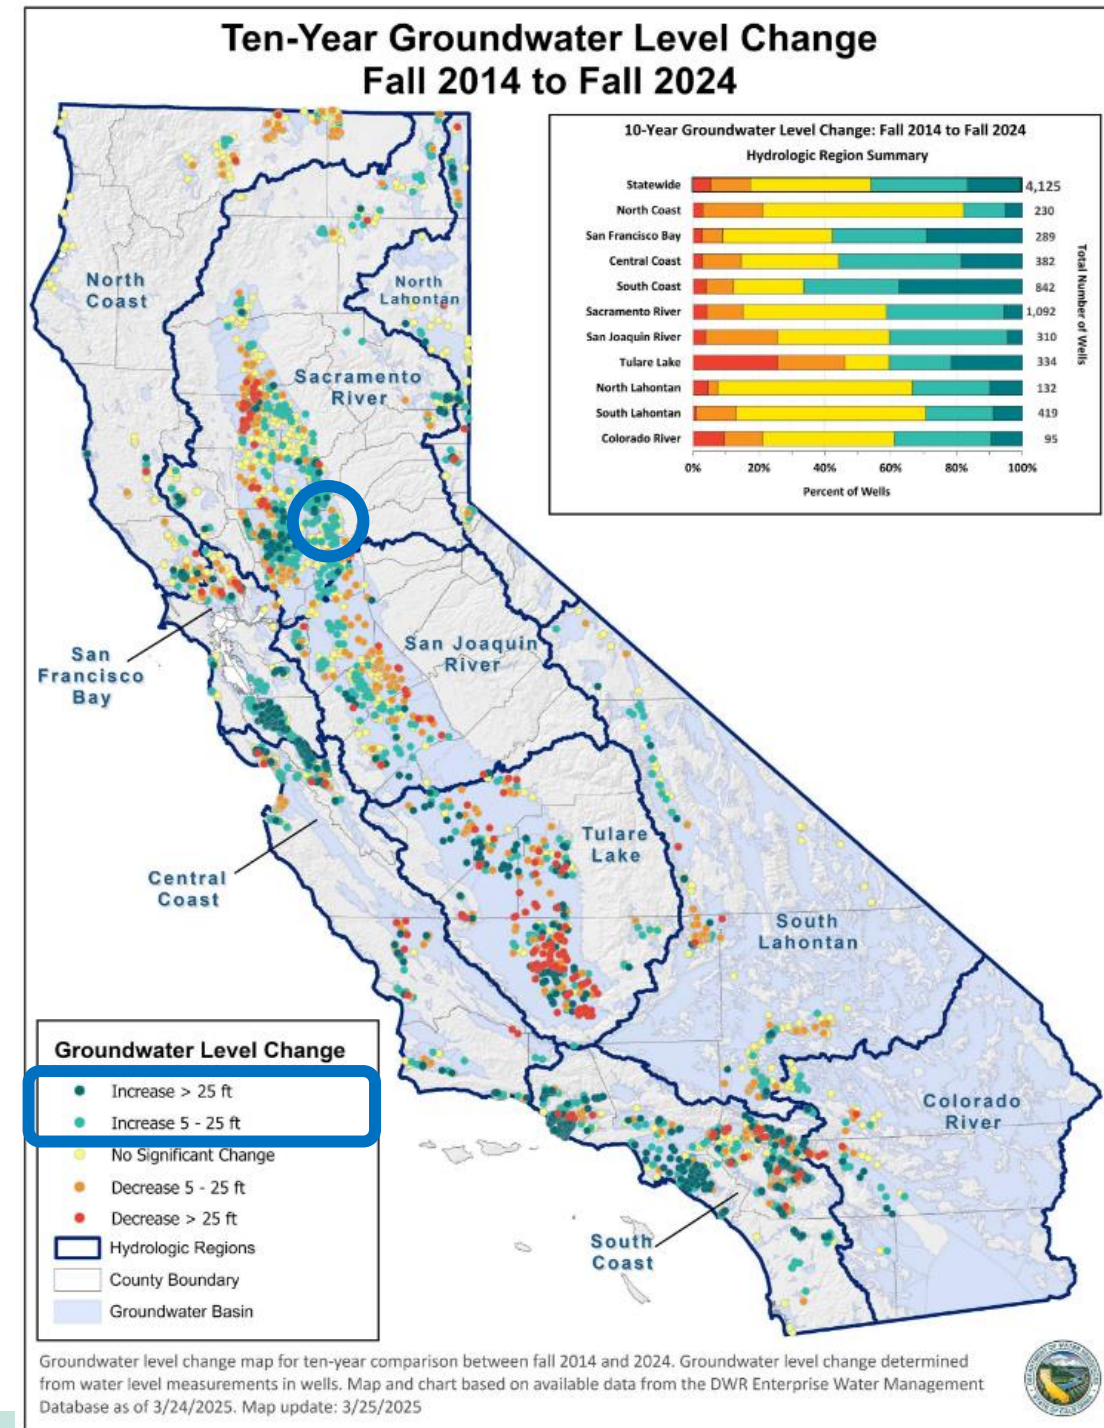 Ten-Year Groundwater Level Change
Fall 2014 to Fall 2024
10-Year Groundwater Level Change: Fall 2014 to Fall 2024
Hydrologic Region Summary
Statewide 4,125
North Coast 230
San Francisco Bay 289
Central Coast 382
South Coast 842
Sacramento River 1,092
San Joaquin River 310
Tulare Lake 334
North Lahontan 132
South Lahontan 419
Colorado River 95
0% 20% 40% 60% 80% 100%
Percent of Wells
Total Number of Wells
North
Coast
North
Lahontan
Sacramento
River
San
Francisco
Bay
San Joaquin
River
Central
Coast
Tulare
Lake
South
Lahontan
Colorado
River
South
Coast
Groundwater Level Change
Increase > 25 ft
Increase 5 - 25 ft
No Significant Change
Decrease 5 - 25 ft
Decrease > 25 ft
Hydrologic Regions
County Boundary
Groundwater Basin
Groundwater level change map for ten-year comparison between fall 2014 and 2024. Groundwater level change determined
from water level measurements in wells. Map and chart based on available data from the DWR Enterprise Water Management
Database as of 3/24/2025. Map update: 3/25/2025